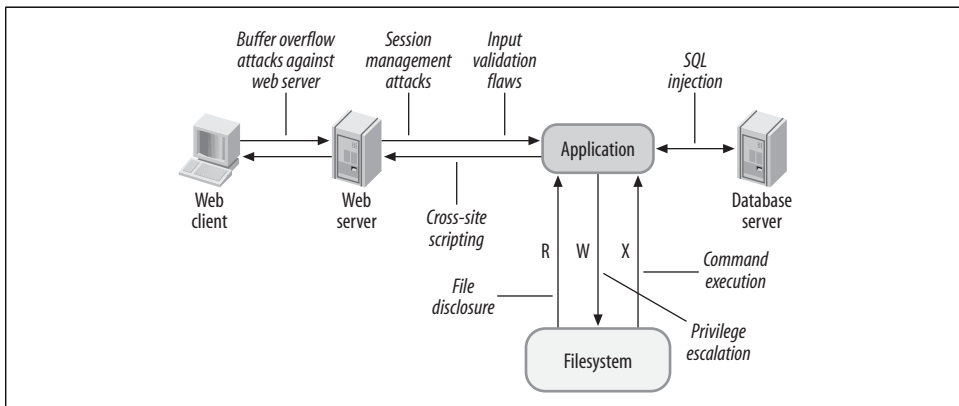 Buffer overflow
attacks against
web server
Session
management
attacks
Input
validation
flaws
SQL
injection
Application
Web
client
Web
server
Database
server
Cross-site
scripting
R
W
X
File
disclosure
Command
execution
Privilege
escalation
Filesystem